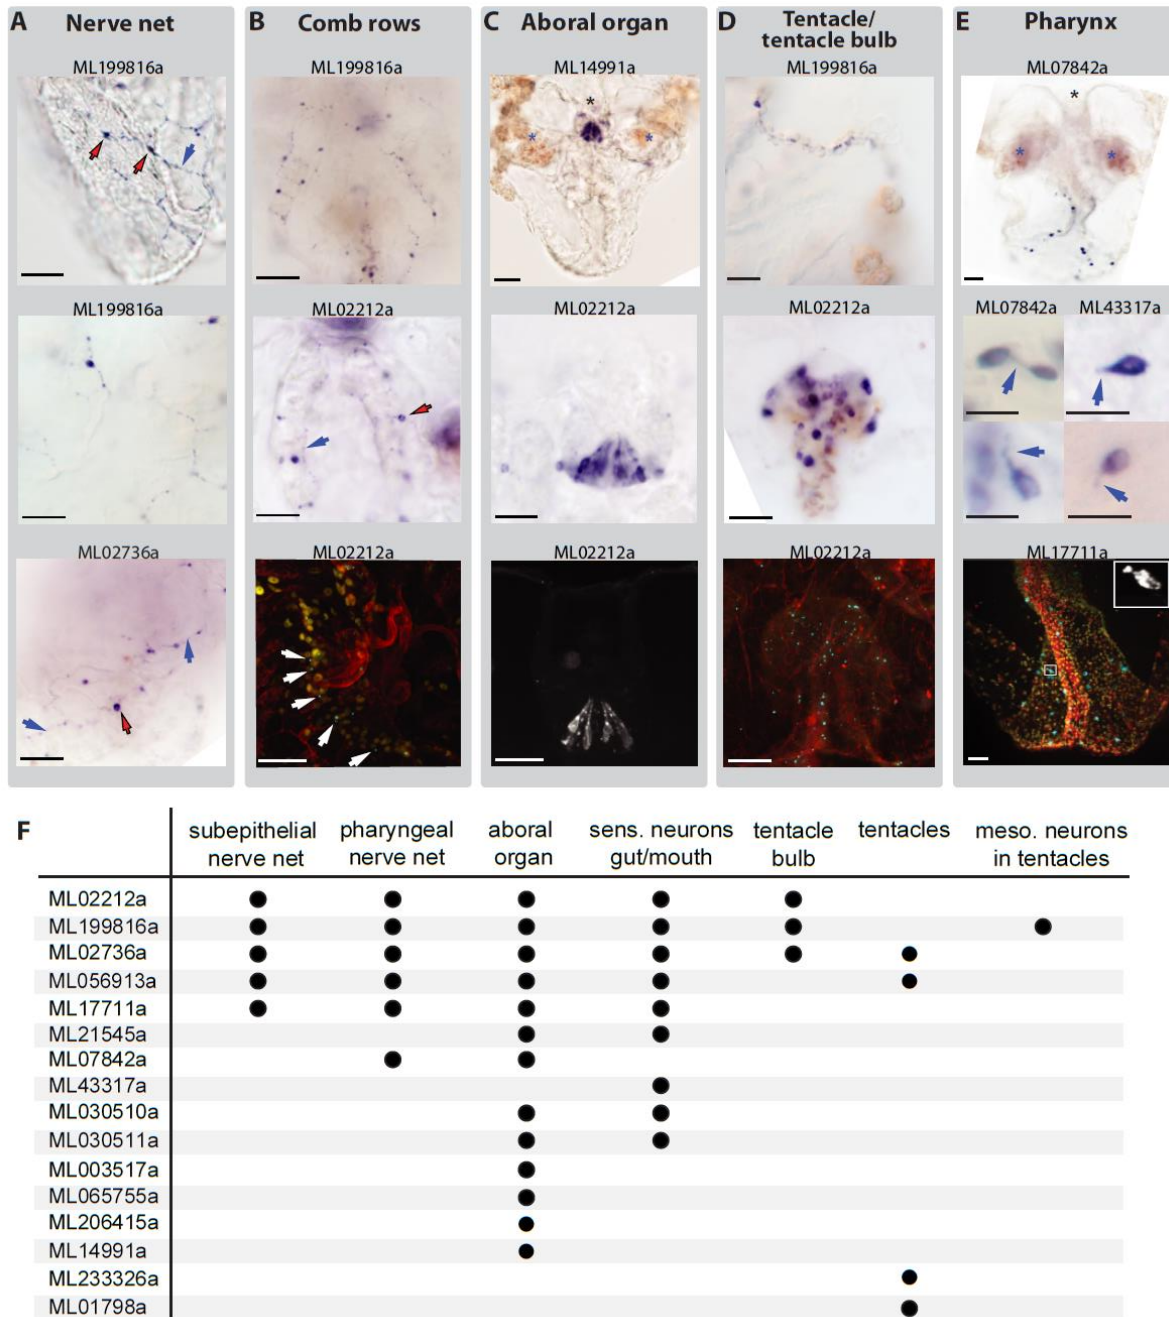 A Nerve net
ML199816a
ML199816a
ML02736a
B Comb rows
ML199816a
ML02212a
ML02212a
C Aboral organ
ML14991a
*
* *
ML02212a
ML02212a
D Tentacle/
tentacle bulb
ML199816a
ML02212a
ML02212a
E Pharynx
ML07842a
*
* *
ML07842a ML43317a
ML17711a
F
subepithelial nerve net
pharyngeal nerve net
aboral organ
sens. neurons gut/mouth
tentacle bulb
tentacles
meso. neurons in tentacles
ML02212a
ML199816a
ML02736a
ML056913a
ML17711a
ML21545a
ML07842a
ML43317a
ML030510a
ML030511a
ML003517a
ML065755a
ML206415a
ML14991a
ML233326a
ML01798a